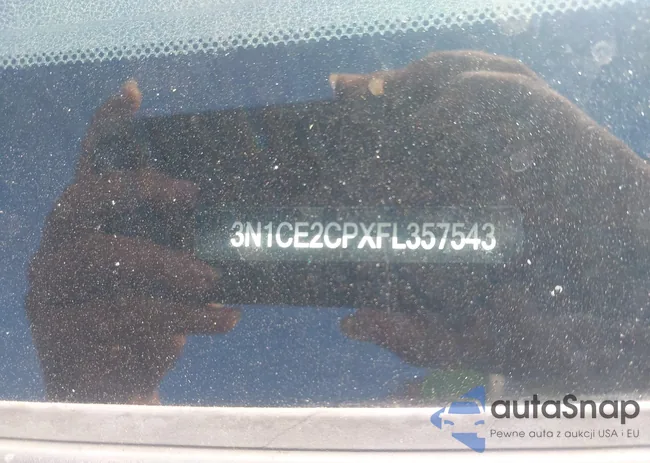 3N1CE2CPXFL357543
autaSnap
Pewne auta z aukcji USA i EU